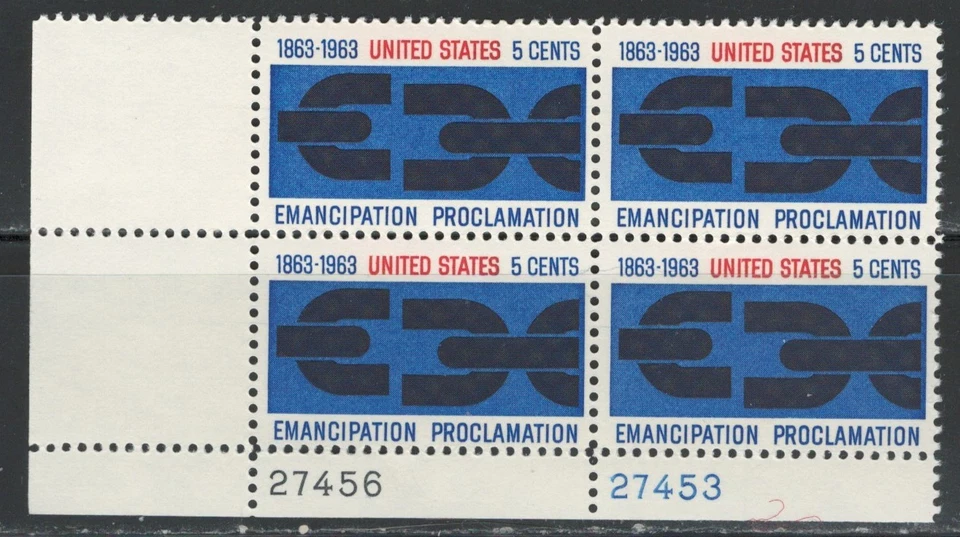 1863-1963 UNITED STATES 5 CENTS
EMANCIPATION PROCLAMATION
1863-1963 UNITED STATES 5 CENTS
EMANCIPATION PROCLAMATION
1863-1963 UNITED STATES 5 CENTS
EMANCIPATION PROCLAMATION
1863-1963 UNITED STATES 5 CENTS
EMANCIPATION PROCLAMATION
27456
27453